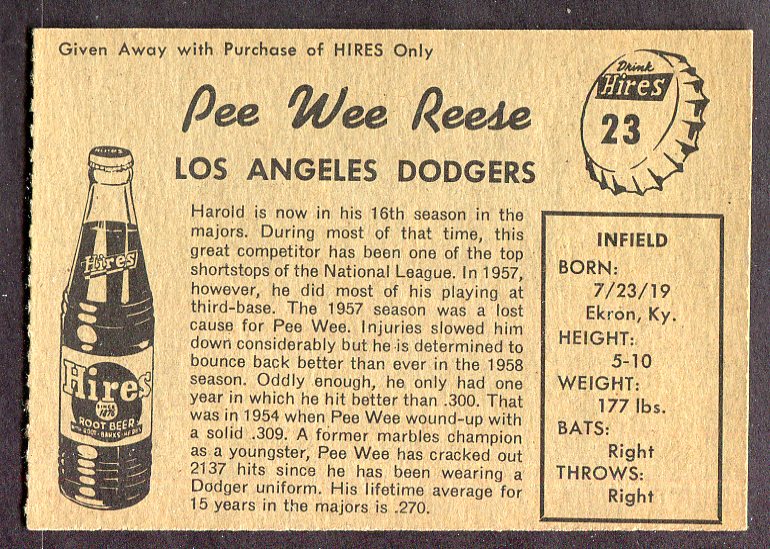 Given Away with Purchase of HIRES Only
Drink
Hires
23
Pee Wee Reese
LOS ANGELES DODGERS
Harold is now in his 16th season in the
majors. During most of that time, this
great competitor has been one of the top
shortstops of the National League. In 1957,
however, he did most of his playing at
third-base. The 1957 season was a lost
cause for Pee Wee. Injuries slowed him
down considerably but he is determined to
bounce back better than ever in the 1958
season. Oddly enough, he only had one
year in which he hit better than .300. That
was in 1954 when Pee Wee wound-up with
a solid .309. A former marbles champion
as a youngster, Pee Wee has cracked out
2137 hits since he has been wearing a
Dodger uniform. His lifetime average for
15 years in the majors is .270.
INFIELD
BORN:
7/23/19
Ekron, Ky.
HEIGHT:
5-10
WEIGHT:
177 lbs.
BATS:
Right
THROWS:
Right
HIRES
Hires
Hires
SINCE
1876
ROOT BEER